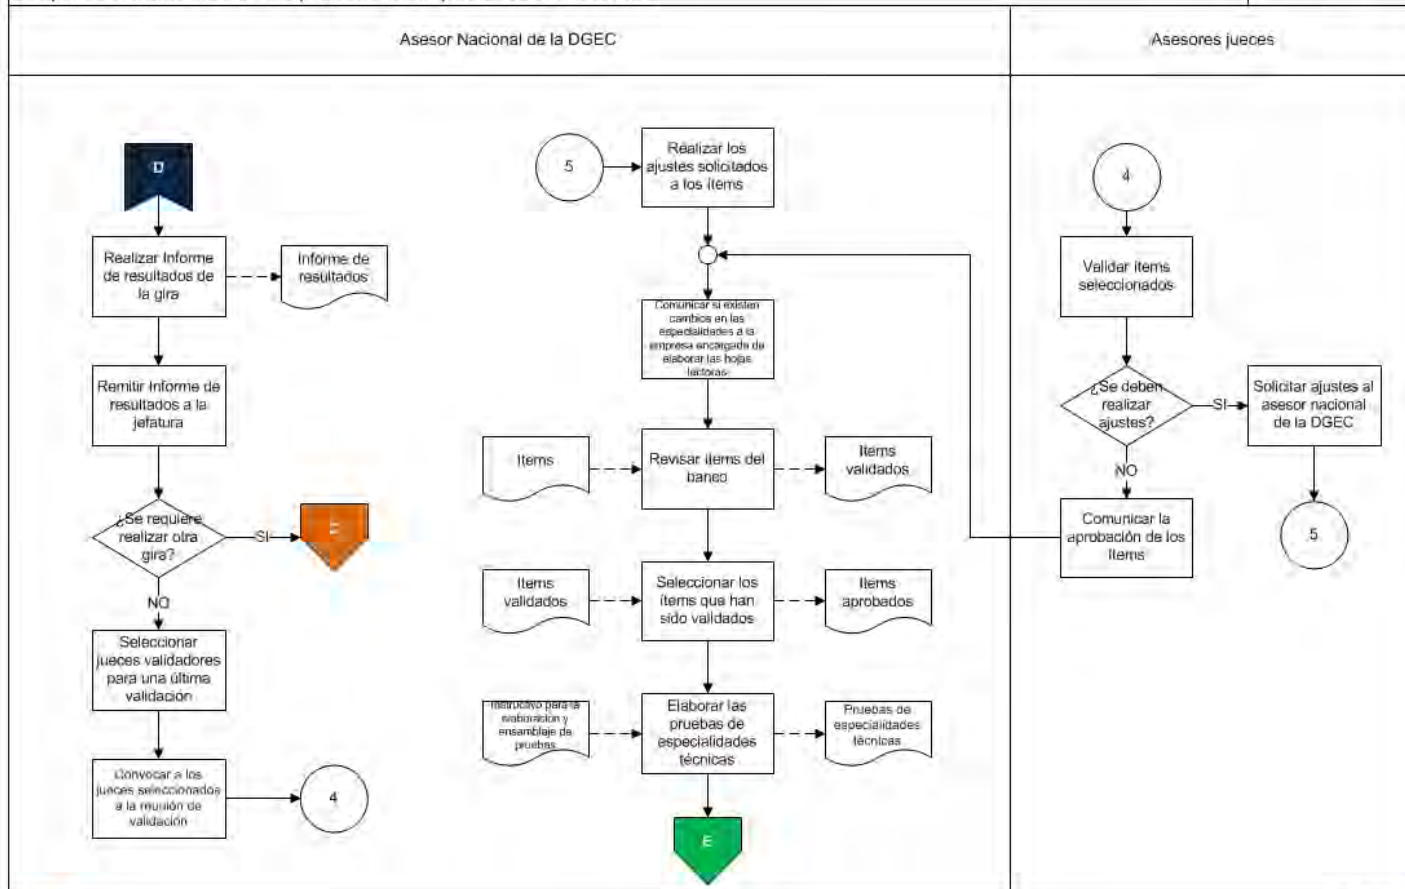 Asesor Nacional de la DGEC
Asesores jueces
D
Realizar Informe
de resultados de
la gira
Informe de
resultados
Remitir Informe de
resultados a la
jefatura
¿Se requiere
realizar otra
gira?
SI
NO
Seleccionar
jueces validadores
para una última
validación
Convocar a los
jueces seleccionados
a la reunión de
validación
4
5
Realizar los
ajustes solicitados
a los ítems
Comunicar si existen
cambios en las
especialidades a la
empresa encargada de
elaborar las hojas
lectoras
Items
Revisar ítems del
banco
Items
validados
Items
validados
Seleccionar los
ítems que han
sido validados
Items
aprobados
Instructivo para la
elaboración y
ensamblaje de
pruebas
Elaborar las
pruebas de
especialidades
técnicas
Pruebas de
especialidades
técnicas
E
4
Validar ítems
seleccionados
¿Se deben
realizar
ajustes?
SI
Solicitar ajustes al
asesor nacional
de la DGEC
NO
Comunicar la
aprobación de los
ítems
5